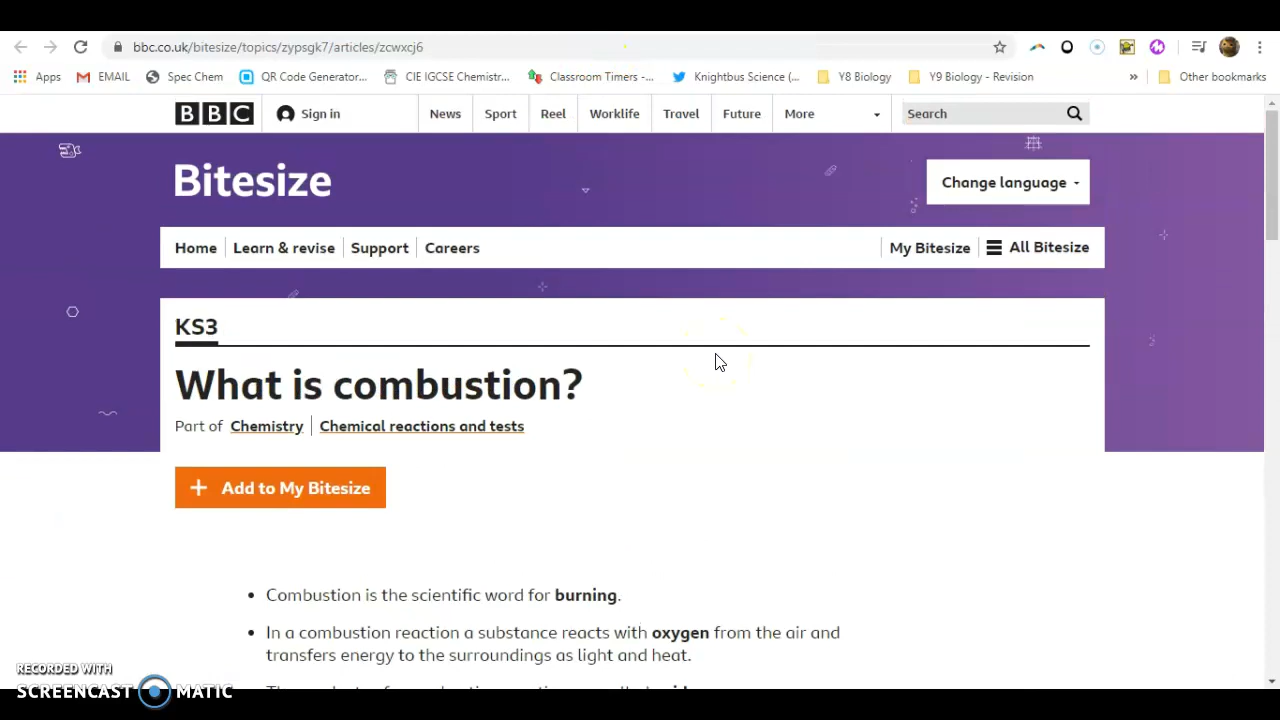 bbc.co.uk/bitesize/topics/zypsgk7/articles/zcwxcj6
Apps EMAIL Spec Chem QR Code Generator... CIE IGCSE Chemistr... Classroom Timers -... Knightbus Science (... Y8 Biology Y9 Biology - Revision » Other bookmarks
BBC Sign in News Sport Reel Worklife Travel Future More Search
Bitesize
Change language
Home Learn & revise Support Careers My Bitesize All Bitesize
KS3
What is combustion?
Part of Chemistry Chemical reactions and tests
+ Add to My Bitesize
• Combustion is the scientific word for burning.
• In a combustion reaction a substance reacts with oxygen from the air and
transfers energy to the surroundings as light and heat.
RECORDED WITH
SCREENCAST MATIC